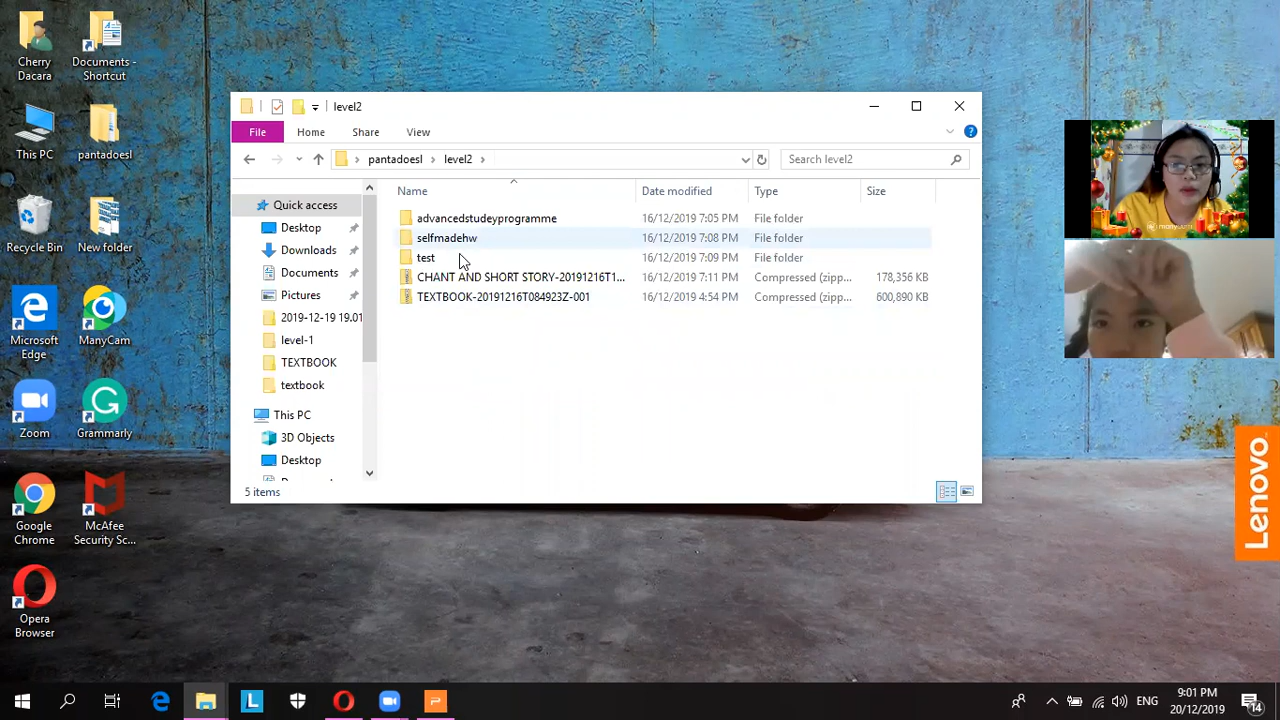 Cherry
Dacara
Documents -
Shortcut
This PC
pantadoesl
Recycle Bin
New folder
Microsoft
Edge
ManyCam
Zoom
Grammarly
Google
Chrome
McAfee
Security Sc...
Opera
Browser
level2
File
Home
Share
View
pantadoesl
level2
Search level2
Name
Date modified
Type
Size
Quick access
Desktop
Downloads
Documents
Pictures
2019-12-19 19.01
level-1
TEXTBOOK
textbook
This PC
3D Objects
Desktop
advancedstudeyprogramme 16/12/2019 7:05 PM File folder
selfmadehw 16/12/2019 7:08 PM File folder
test 16/12/2019 7:09 PM File folder
CHANT AND SHORT STORY-20191216T1... 16/12/2019 7:11 PM Compressed (zipp... 178,356 KB
TEXTBOOK-20191216T084923Z-001 16/12/2019 4:54 PM Compressed (zipp... 600,890 KB
5 items
manycam
Lenovo
ENG
9:01 PM
20/12/2019
14